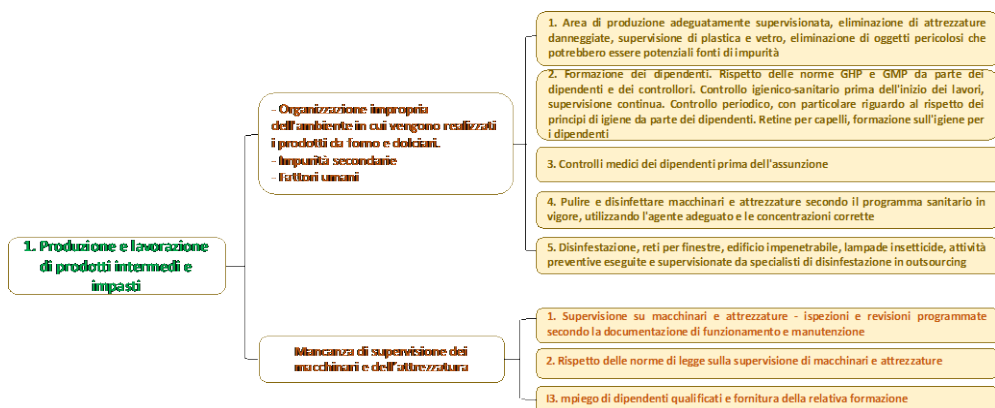 1. Produzione e lavorazione
di prodotti intermedi e
impasti
- Organizzazione impropria
dell'ambiente in cui vengono realizzati
i prodotti da forno e dolciari.
- Impurità secondarie
- Fattori umani
1. Area di produzione adeguatamente supervisionata, eliminazione di attrezzature
danneggiate, supervisione di plastica e vetro, eliminazione di oggetti pericolosi che
potrebbero essere potenziali fonti di impurità
2. Formazione dei dipendenti. Rispetto delle norme GHP e GMP da parte dei
dipendenti e dei controllori. Controllo igienico-sanitario prima dell'inizio dei lavori,
supervisione continua. Controllo periodico, con particolare riguardo al rispetto dei
principi di igiene da parte dei dipendenti. Retine per capelli, formazione sull'igiene per
i dipendenti
3. Controlli medici dei dipendenti prima dell'assunzione
4. Pulire e disinfettare macchinari e attrezzature secondo il programma sanitario in
vigore, utilizzando l'agente adeguato e le concentrazioni corrette
5. Disinfestazione, reti per finestre, edificio impenetrabile, lampade insetticide, attività
preventive eseguite e supervisionate da specialisti di disinfestazione in outsourcing
Mancanza di supervisione dei
macchinari e dell'attrezzatura
1. Supervisione su macchinari e attrezzature - ispezioni e revisioni programmate
secondo la documentazione di funzionamento e manutenzione
2. Rispetto delle norme di legge sulla supervisione di macchinari e attrezzature
I3. mpiego di dipendenti qualificati e fornitura della relativa formazione